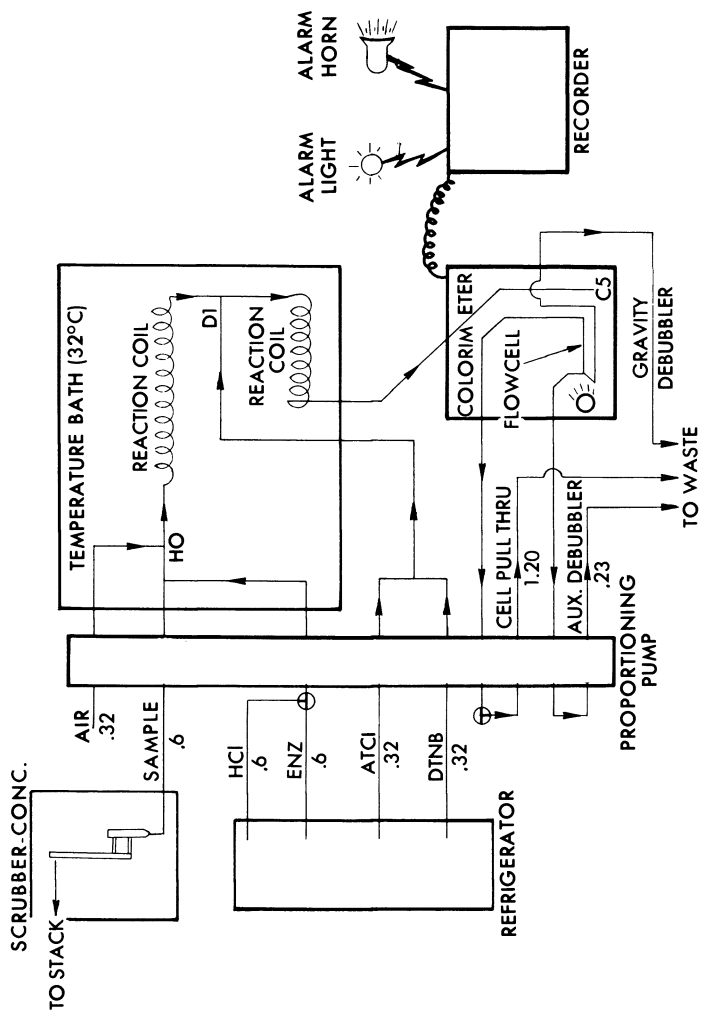 SCRUBBER-CONC.
TO STACK
AIR
.32
SAMPLE
.6
HCl
.6
ENZ
.6
ATCl
.32
DTNB
.32
REFRIGERATOR
PROPORTIONING
PUMP
TEMPERATURE BATH (32°C)
HO
REACTION COIL
D1
REACTION
COIL
CELL PULL THRU
1.20
AUX. DEBUBBLER
.23
TO WASTE
COLORIMETER
FLOWCELL
C5
GRAVITY
DEBUBBLER
ALARM
LIGHT
ALARM
HORN
RECORDER